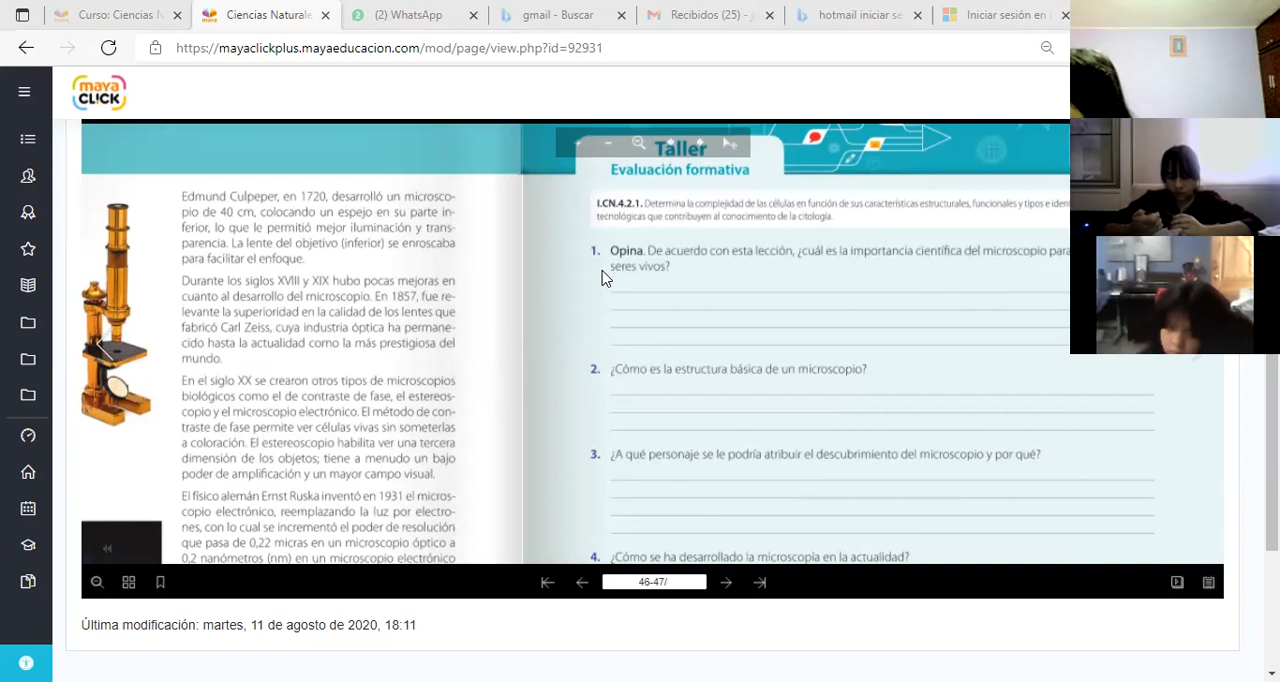 Curso: Ciencias N
Ciencias Naturale
(2) WhatsApp
gmail - Buscar
Recibidos (25) - j
hotmail iniciar se
Iniciar sesión en
https://mayaclickplus.mayaeducacion.com/mod/page/view.php?id=92931
maya
CLICK
Taller
Evaluación formativa
Edmund Culpeper, en 1720, desarrolló un microsco-
pio de 40 cm, colocando un espejo en su parte in-
ferior, lo que le permitió mejor iluminación y trans-
parencia. La lente del objetivo (inferior) se enroscaba
para facilitar el enfoque.
Durante los siglos XVIII y XIX hubo pocas mejoras en
cuanto al desarrollo del microscopio. En 1857, fue re-
levante la superioridad en la calidad de los lentes que
fabricó Carl Zeiss, cuya industria óptica ha permane-
cido hasta la actualidad como la más prestigiosa del
mundo.
En el siglo XX se crearon otros tipos de microscopios
biológicos como el de contraste de fase, el estereos-
copio y el microscopio electrónico. El método de con-
traste de fase permite ver células vivas sin someterlas
a coloración. El estereoscopio habilita ver una tercera
dimensión de los objetos; tiene a menudo un bajo
poder de amplificación y un mayor campo visual.
El físico alemán Ernst Ruska inventó en 1931 el micros-
copio electrónico, reemplazando la luz por electro-
nes, con lo cual se incrementó el poder de resolución
que pasa de 0,22 micras en un microscopio óptico a
0,2 nanómetros (nm) en un microscopio electrónico
I.CN.4.2.1. Determina la complejidad de las células en función de sus características estructurales, funcionales y tipos e iden
tecnológicas que contribuyen al conocimiento de la citología.
1. Opina. De acuerdo con esta lección, ¿cuál es la importancia científica del microscopio para
seres vivos?
2. ¿Cómo es la estructura básica de un microscopio?
3. ¿A qué personaje se le podría atribuir el descubrimiento del microscopio y por qué?
4. ¿Cómo se ha desarrollado la microscopía en la actualidad?
46-47/
Última modificación: martes, 11 de agosto de 2020, 18:11